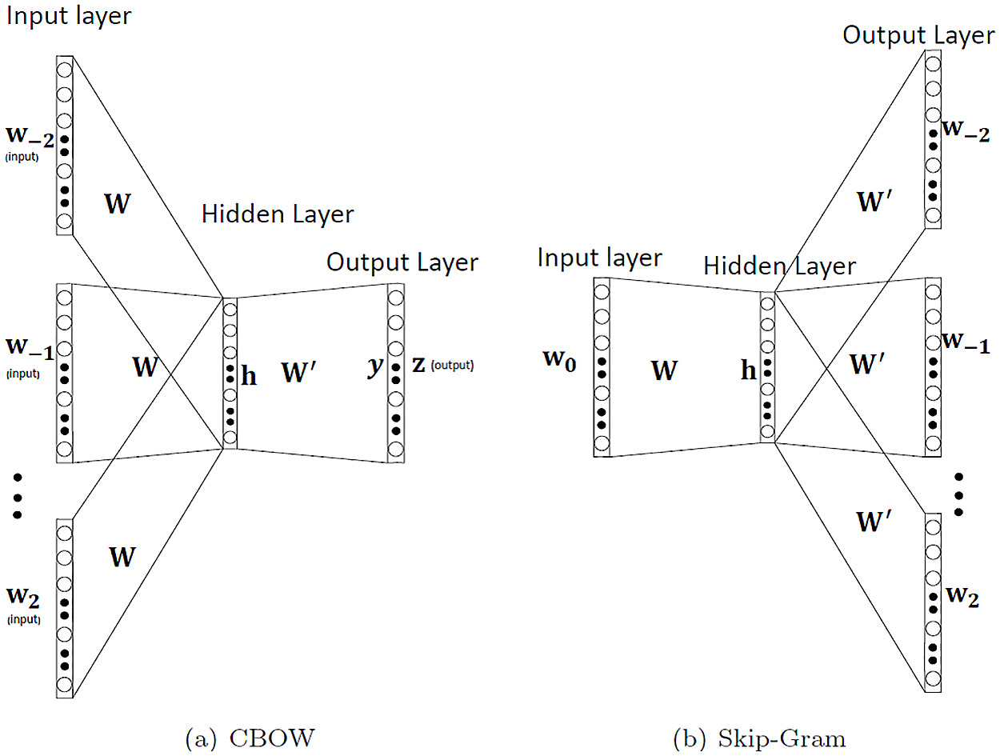 Input layer
w₋₂
(input)
W
Hidden Layer
Output Layer
w₋₁
(input)
W
h
W′
y
z (output)
w₂
(input)
W
(a) CBOW
Output Layer
w₋₂
W′
Input layer
Hidden Layer
w₀
W
h
W′
w₋₁
W′
w₂
(b) Skip-Gram